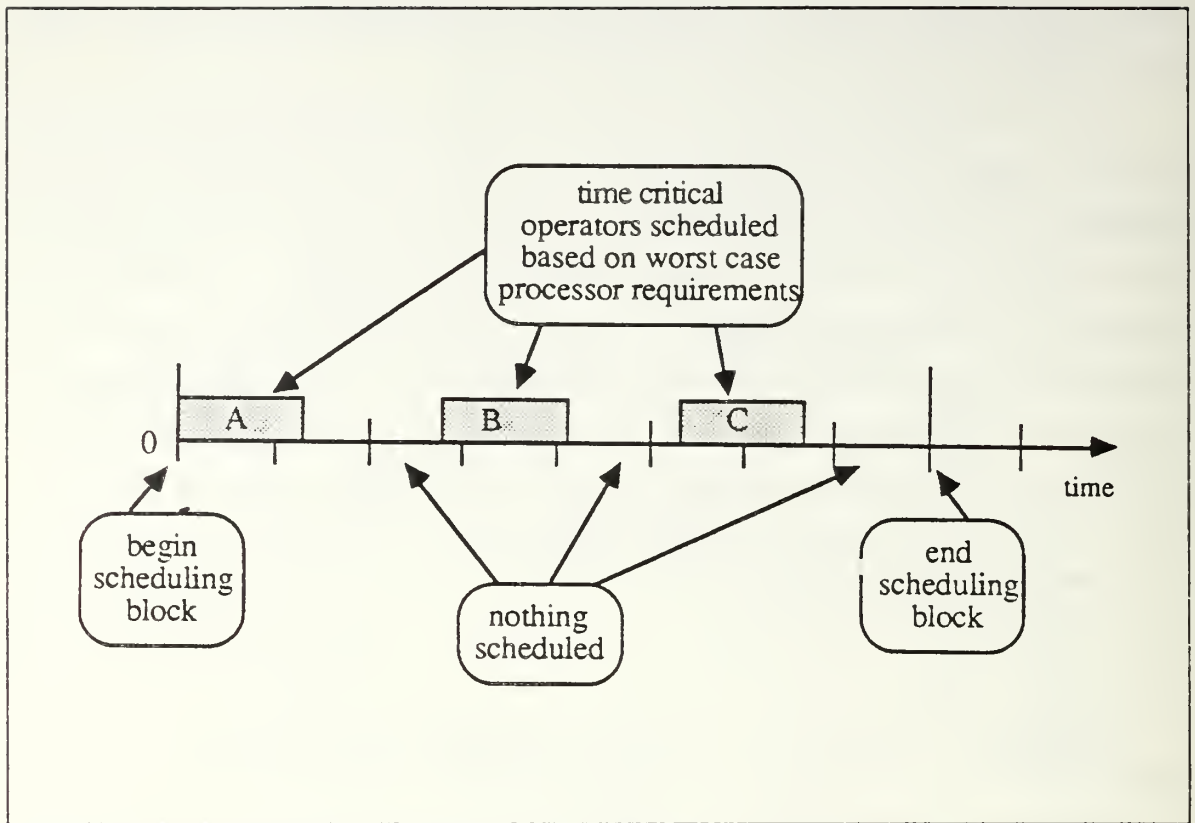 time critical
operators scheduled
based on worst case
processor requirements
A
B
C
0
time
begin
scheduling
block
nothing
scheduled
end
scheduling
block